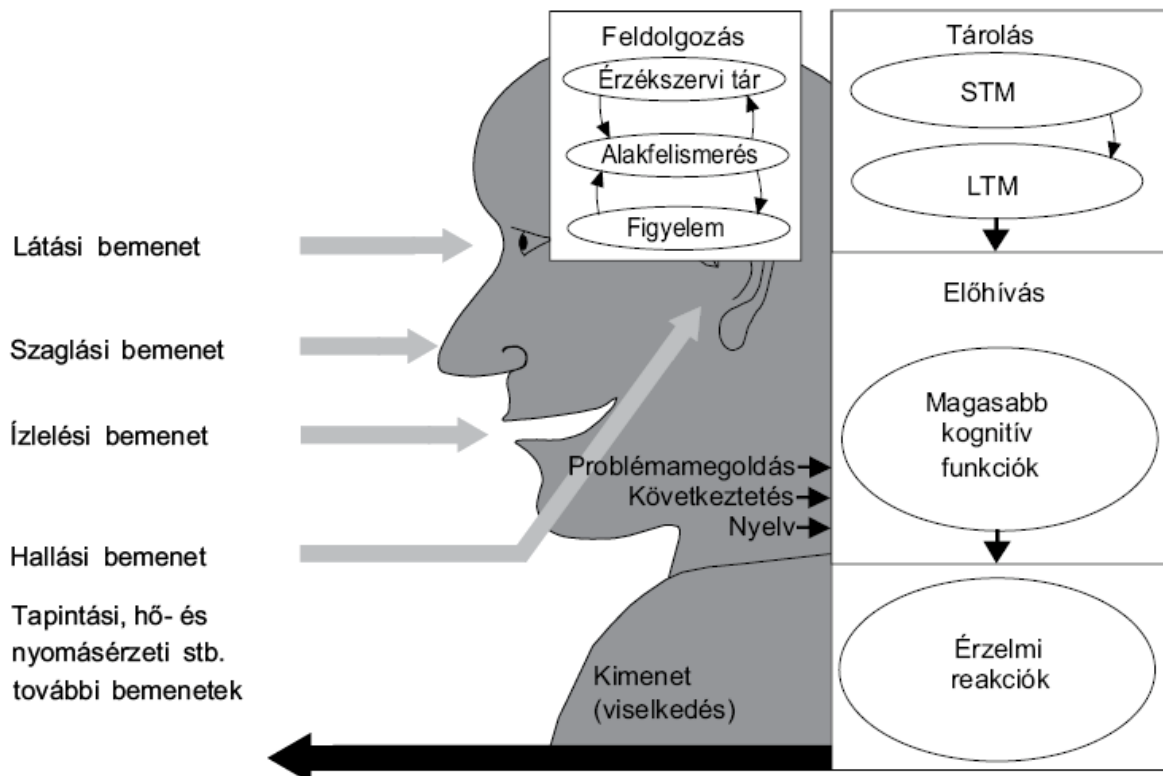 Feldolgozás
Érzékszervi tár
Alakfelismerés
Figyelem
Tárolás
STM
LTM
Előhívás
Magasabb
kognitív
funkciók
Érzelmi
reakciók
Látási bemenet
Szaglási bemenet
Ízlelési bemenet
Hallási bemenet
Tapintási, hő- és
nyomásérzeti stb.
további bemenetek
Problémamegoldás
Következtetés
Nyelv
Kimenet
(viselkedés)